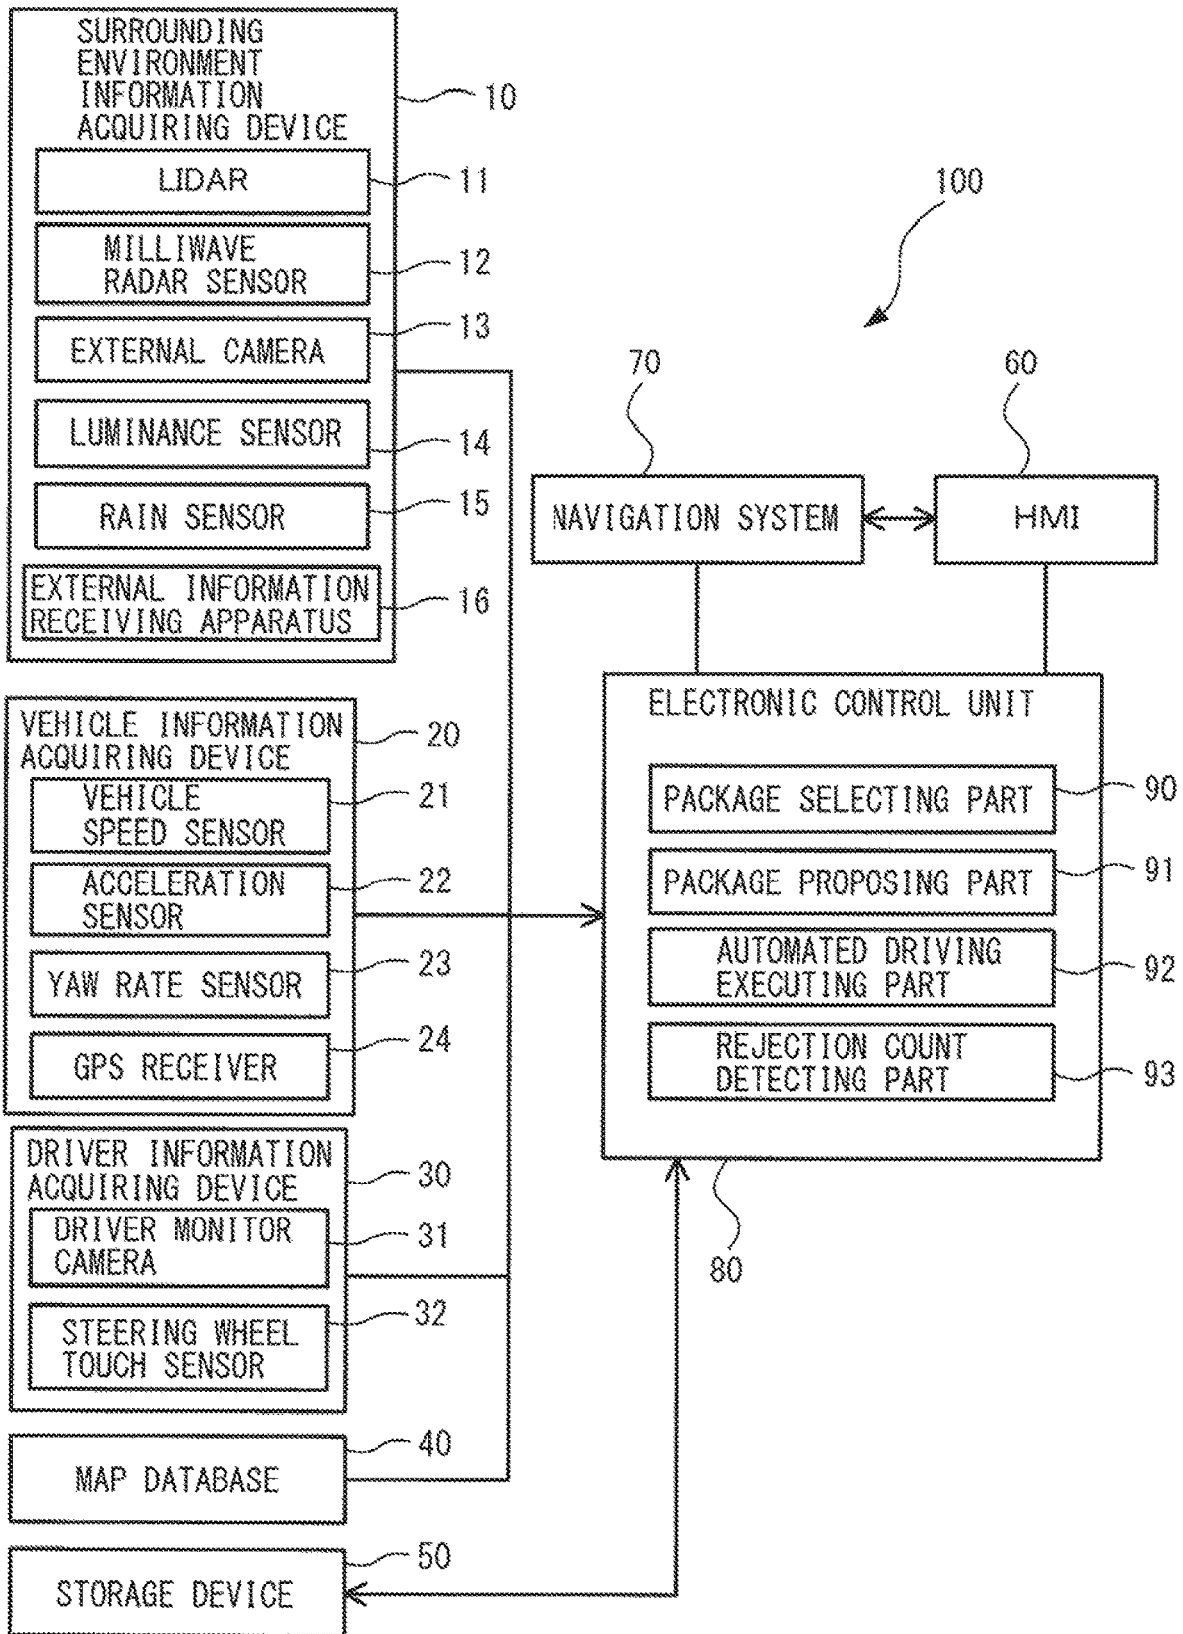 SURROUNDING
ENVIRONMENT
INFORMATION
ACQUIRING DEVICE
10
LIDAR
11
MILLIWAVE
RADAR SENSOR
12
EXTERNAL CAMERA
13
LUMINANCE SENSOR
14
RAIN SENSOR
15
EXTERNAL INFORMATION
RECEIVING APPARATUS
16
100
70
60
NAVIGATION SYSTEM
HMI
VEHICLE INFORMATION
ACQUIRING DEVICE
20
VEHICLE
SPEED SENSOR
21
ACCELERATION
SENSOR
22
YAW RATE SENSOR
23
GPS RECEIVER
24
ELECTRONIC CONTROL UNIT
PACKAGE SELECTING PART
90
PACKAGE PROPOSING PART
91
AUTOMATED DRIVING
EXECUTING PART
92
REJECTION COUNT
DETECTING PART
93
80
DRIVER INFORMATION
ACQUIRING DEVICE
30
DRIVER MONITOR
CAMERA
31
STEERING WHEEL
TOUCH SENSOR
32
MAP DATABASE
40
STORAGE DEVICE
50